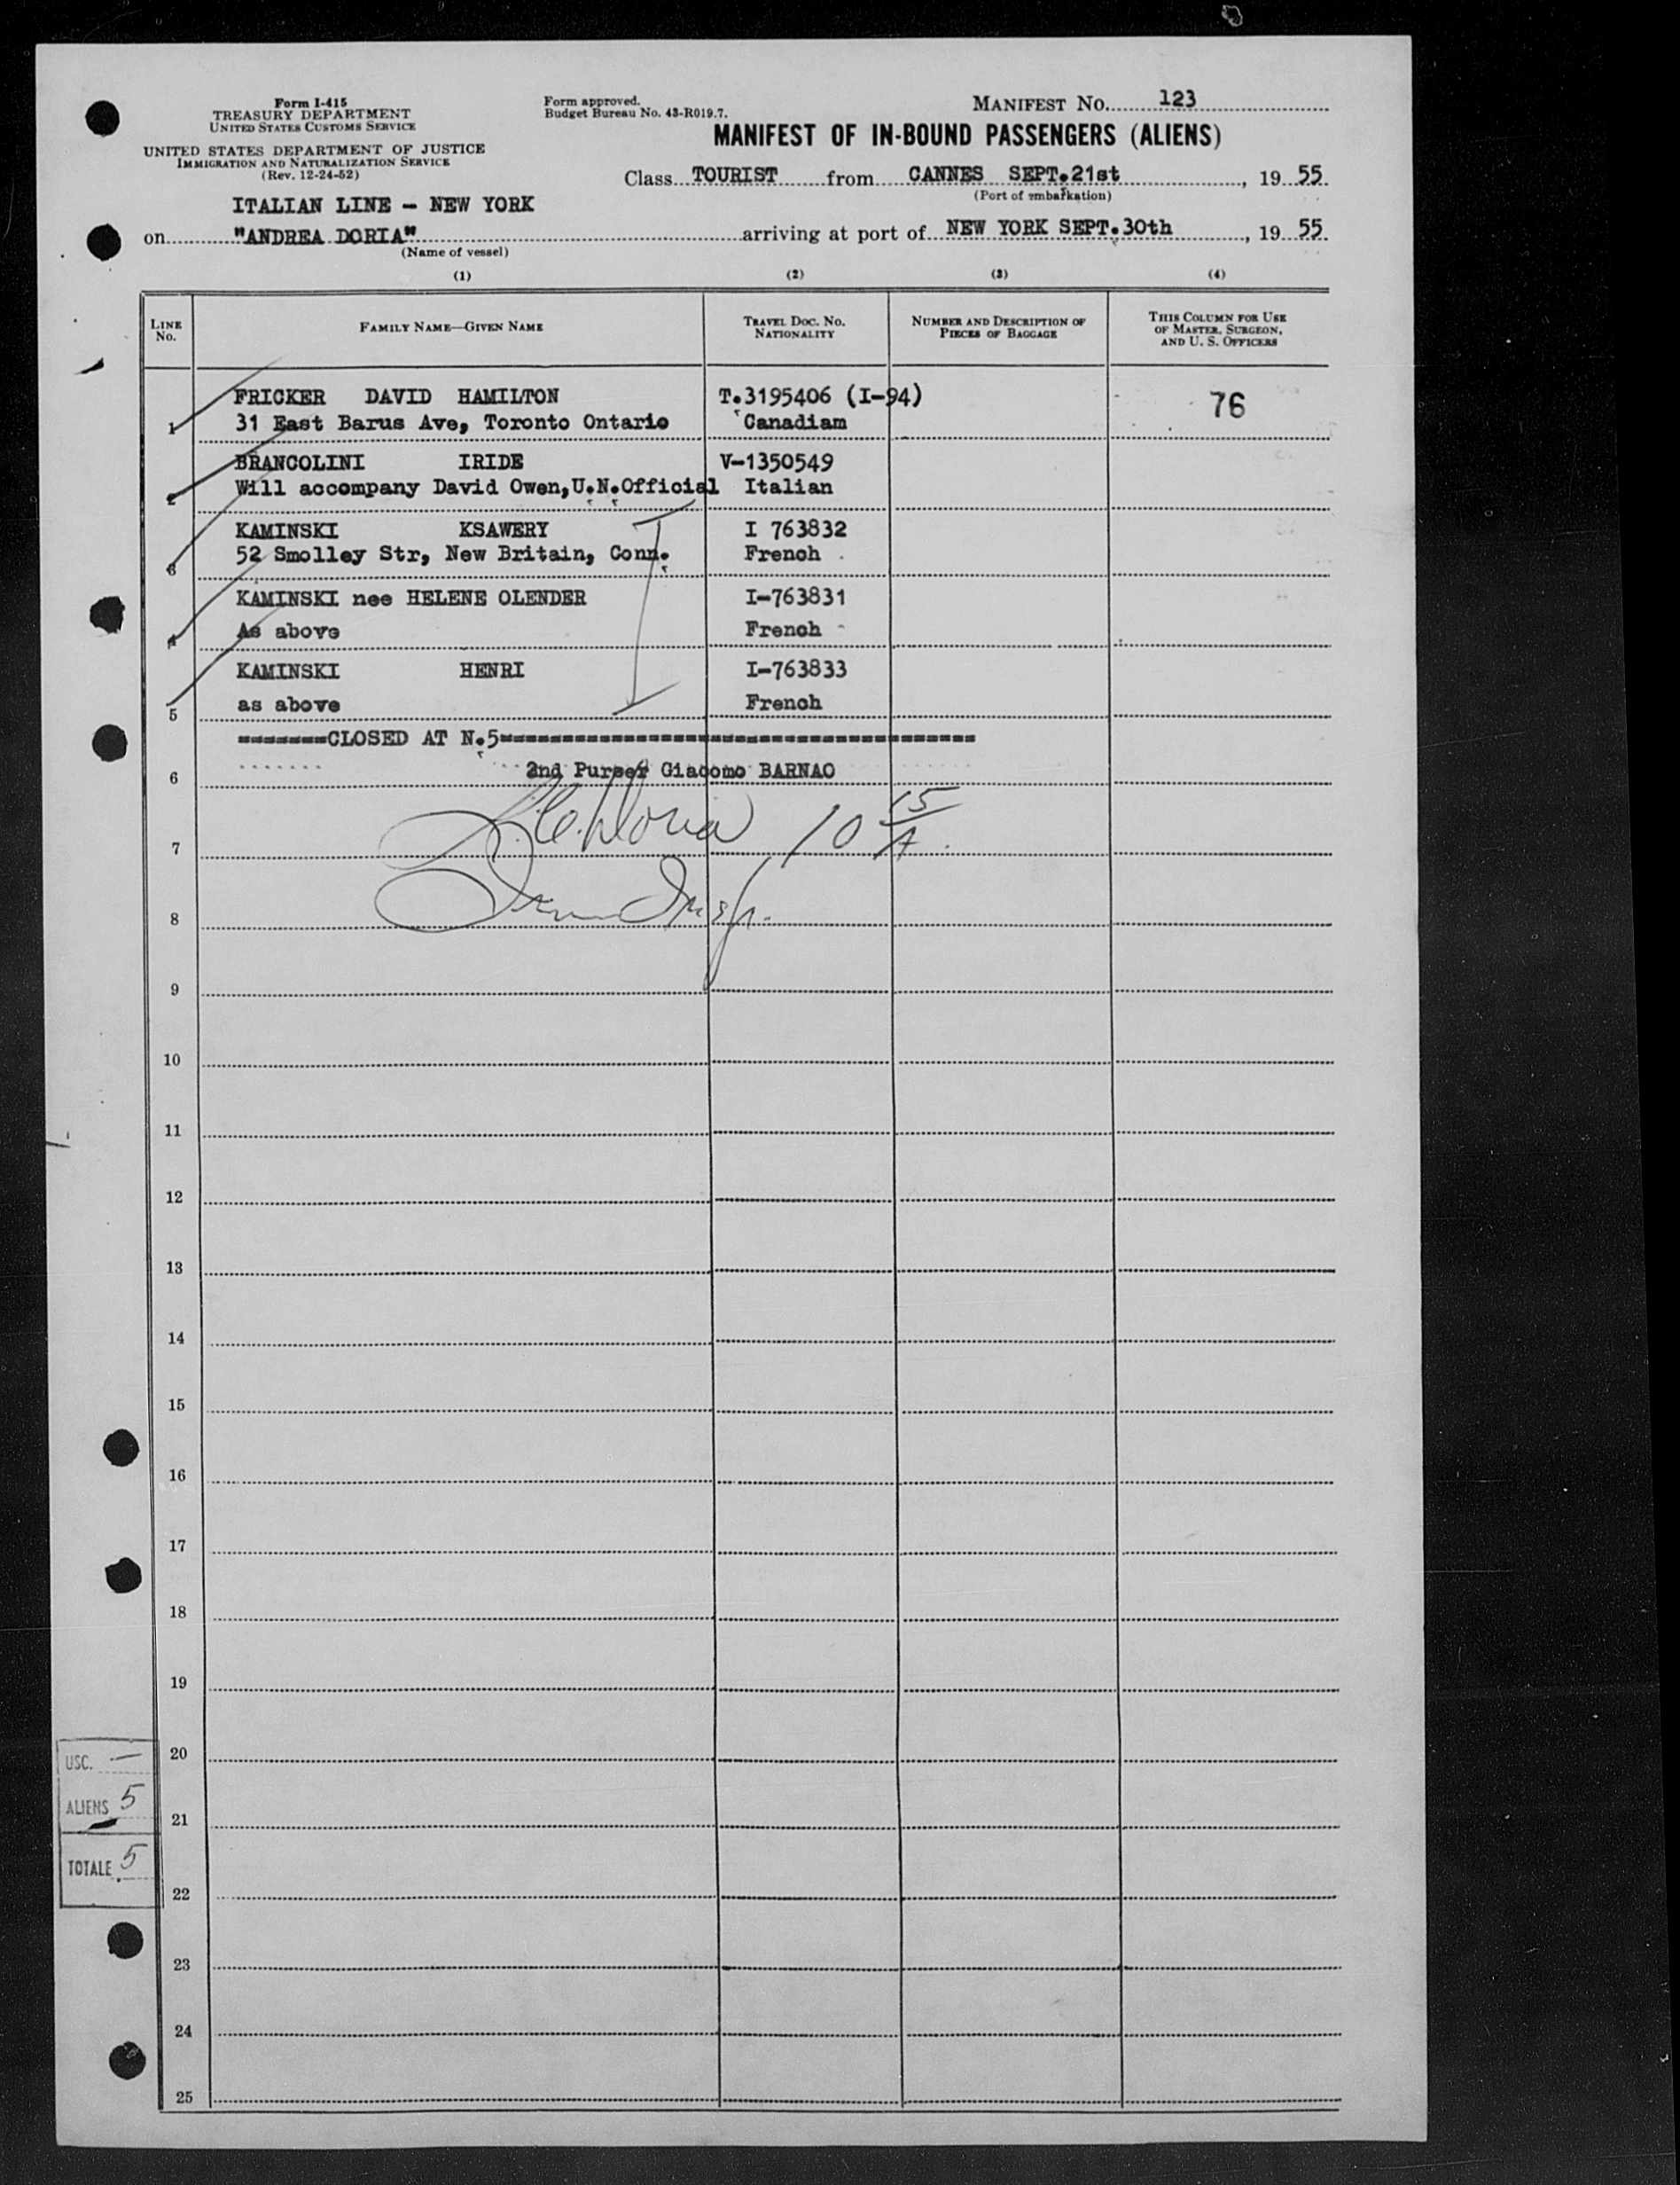 Form I-415
TREASURY DEPARTMENT
UNITED STATES CUSTOMS SERVICE
UNITED STATES DEPARTMENT OF JUSTICE
IMMIGRATION AND NATURALIZATION SERVICE
(Rev. 12-24-52)
Form approved.
Budget Bureau No. 43-R019.7.
MANIFEST No. 123
MANIFEST OF IN-BOUND PASSENGERS (ALIENS)
Class TOURIST from CANNES SEPT.21st, 19 55.
(Port of embarkation)
ITALIAN LINE - NEW YORK
on "ANDREA DORIA" arriving at port of NEW YORK SEPT.30th, 19 55.
(Name of vessel)
(1) (2) (3) (4)
LINE No. FAMILY NAME—GIVEN NAME TRAVEL DOC. NO. NATIONALITY NUMBER AND DESCRIPTION OF PIECES OF BAGGAGE THIS COLUMN FOR USE OF MASTER, SURGEON, AND U. S. OFFICERS
FRICKER DAVID HAMILTON T.3195406 (I-94) 76
1 31 East Barus Ave, Toronto Ontario Canadiam
BRANCOLINI IRIDE V-1350549
2 Will accompany David Owen,U.N.Official Italian
KAMINSKI KSAWERY I 763832
3 52 Smolley Str, New Britain, Conn. French
KAMINSKI nee HELENE OLENDER I-763831
4 As above French
KAMINSKI HENRI I-763833
5 as above French
=======CLOSED AT N.5======================================
6 2nd Purser Giacomo BARNAO
7 Doria 10 15/A
8
9
10
11
12
13
14
15
16
17
18
19
20
21
22
23
24
25
USC. —
ALIENS 5
TOTALE 5